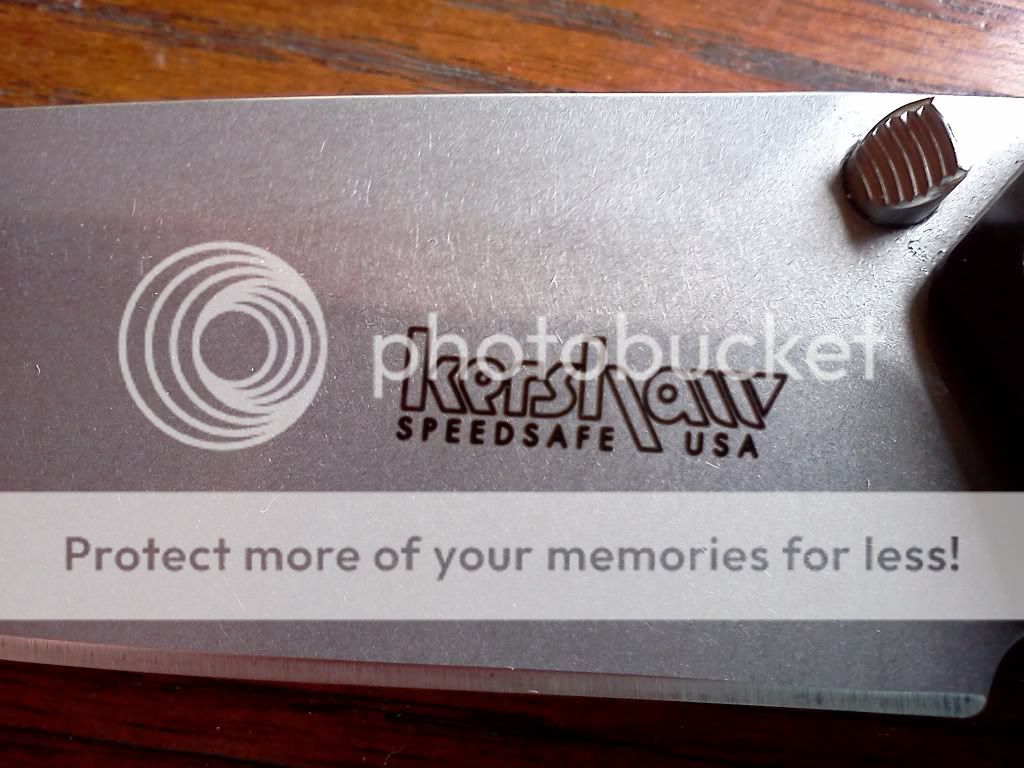 photobucket
kershaw
SPEEDSAFE USA
Protect more of your memories for less!